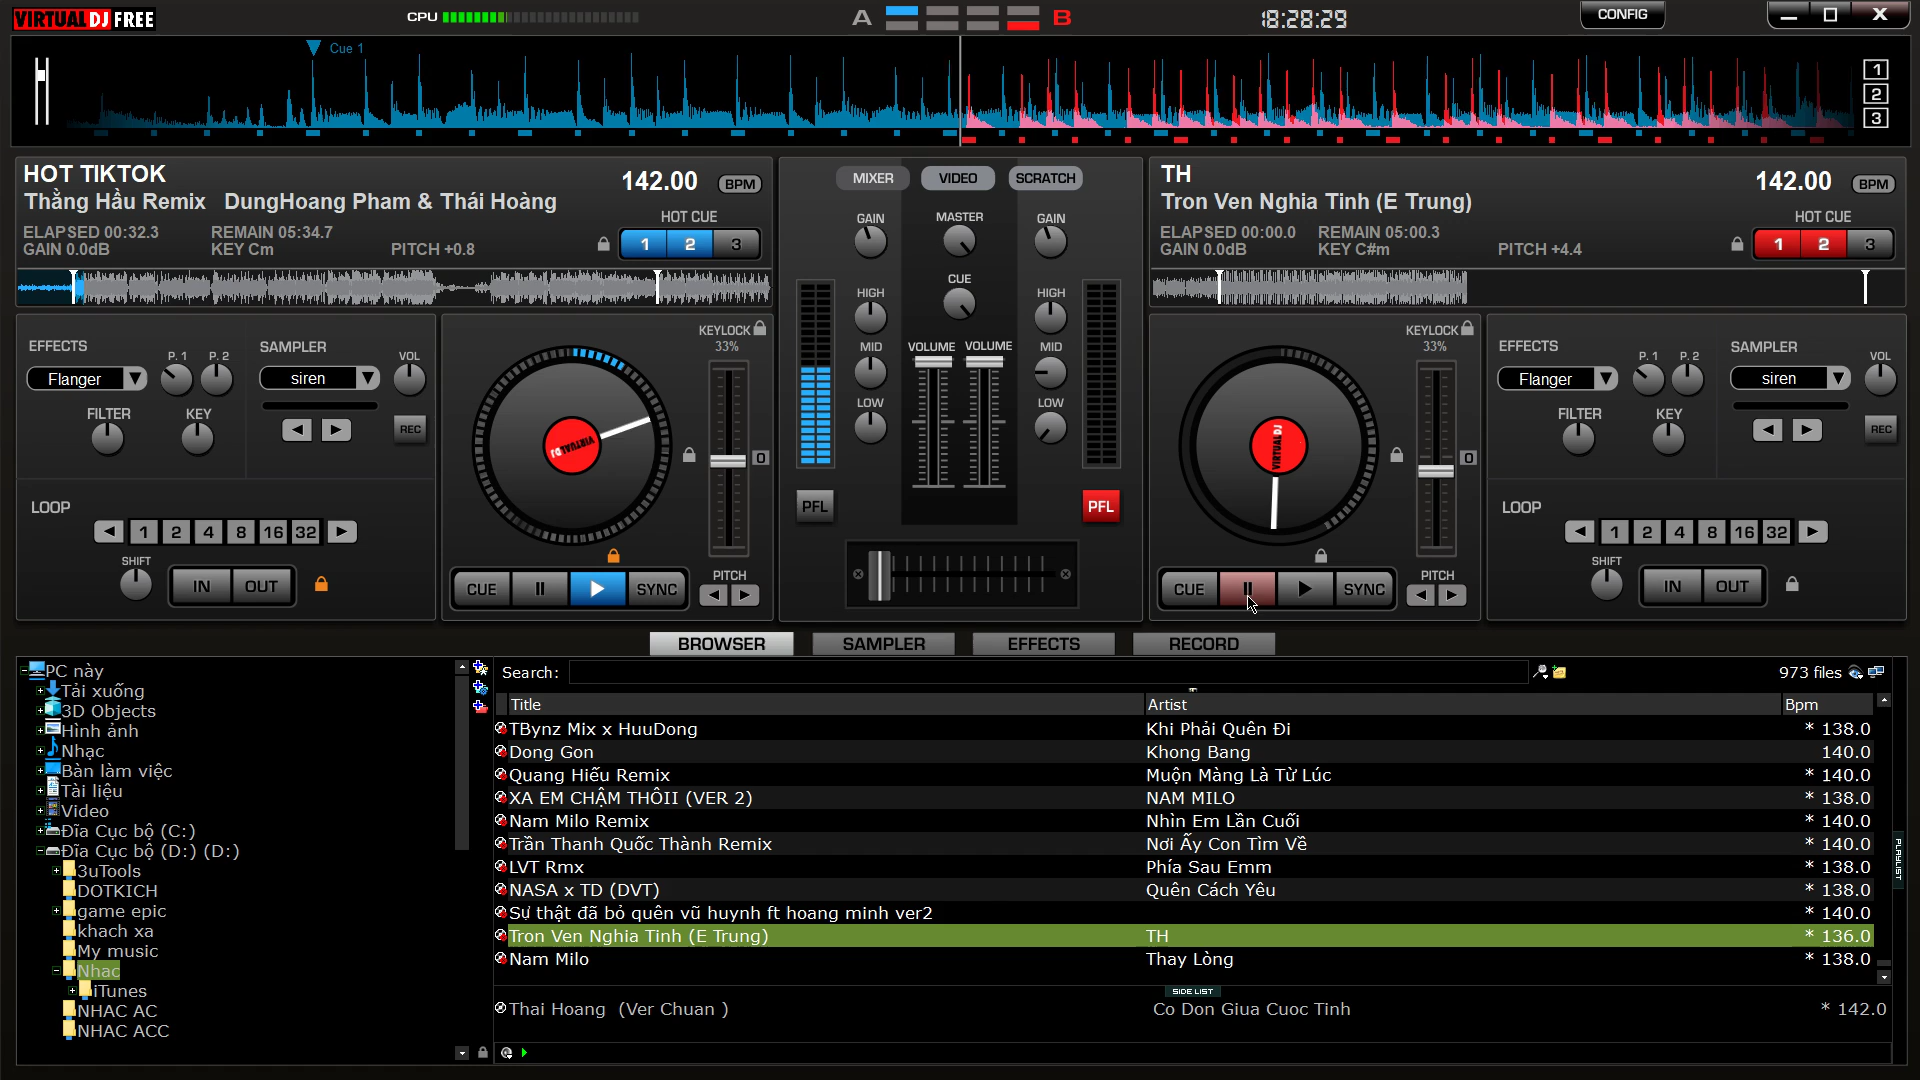 VIRTUAL DJ FREE
CPU
A
B
18:28:29
CONFIG
Cue 1
1
2
3
HOT TIKTOK
142.00 BPM
Thằng Hầu Remix DungHoang Pham & Thái Hoàng
HOT CUE
ELAPSED 00:32.3 REMAIN 05:34.7
GAIN 0.0dB KEY Cm PITCH +0.8
1 2 3
MIXER VIDEO SCRATCH
GAIN MASTER GAIN
CUE
HIGH HIGH
MID MID
VOLUME VOLUME
LOW LOW
PFL PFL
TH
142.00 BPM
Tron Ven Nghia Tinh (E Trung)
HOT CUE
ELAPSED 00:00.0 REMAIN 05:00.3
GAIN 0.0dB KEY C#m PITCH +4.4
1 2 3
EFFECTS
P. 1 P. 2
Flanger
FILTER KEY
SAMPLER
VOL
siren
REC
LOOP
1 2 4 8 16 32
SHIFT
IN OUT
KEYLOCK
33%
0
VIRTUAL DJ
CUE SYNC
PITCH
KEYLOCK
33%
0
VIRTUAL DJ
CUE SYNC
PITCH
EFFECTS
P. 1 P. 2
Flanger
FILTER KEY
SAMPLER
VOL
siren
REC
LOOP
1 2 4 8 16 32
SHIFT
IN OUT
BROWSER SAMPLER EFFECTS RECORD
PC này
Tải xuống
3D Objects
Hình ảnh
Nhạc
Bàn làm việc
Tài liệu
Video
Đĩa Cục bộ (C:)
Đĩa Cục bộ (D:) (D:)
3uTools
DOTKICH
game epic
khach xa
My music
Nhac
iTunes
NHAC AC
NHAC ACC
Search:
973 files
Title Artist Bpm
TBynz Mix x HuuDong Khi Phải Quên Đi * 138.0
Dong Gon Khong Bang 140.0
Quang Hiếu Remix Muộn Màng Là Từ Lúc * 140.0
XA EM CHẬM THÔII (VER 2) NAM MILO * 138.0
Nam Milo Remix Nhìn Em Lần Cuối * 140.0
Trần Thanh Quốc Thành Remix Nơi Ấy Con Tìm Về * 140.0
LVT Rmx Phía Sau Emm * 138.0
NASA x TD (DVT) Quên Cách Yêu * 138.0
Sự thật đã bỏ quên vũ huynh ft hoang minh ver2 * 140.0
Tron Ven Nghia Tinh (E Trung) TH * 136.0
Nam Milo Thay Lòng * 138.0
PLAYLIST
SIDE LIST
Thai Hoang (Ver Chuan ) Co Don Giua Cuoc Tinh * 142.0